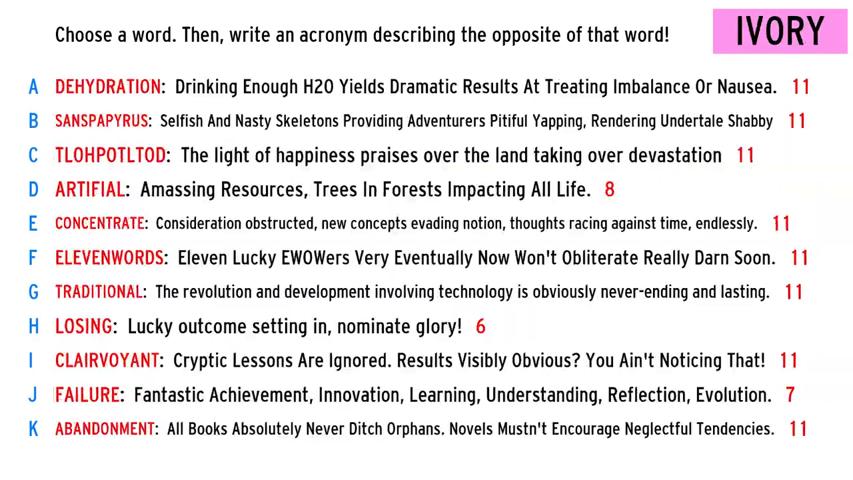 Choose a word. Then, write an acronym describing the opposite of that word!
IVORY
A DEHYDRATION: Drinking Enough H20 Yields Dramatic Results At Treating Imbalance Or Nausea. 11
B SANSPAPYRUS: Selfish And Nasty Skeletons Providing Adventurers Pitiful Yapping, Rendering Undertale Shabby 11
C TLOHPOTLTOD: The light of happiness praises over the land taking over devastation 11
D ARTIFIAL: Amassing Resources, Trees In Forests Impacting All Life. 8
E CONCENTRATE: Consideration obstructed, new concepts evading notion, thoughts racing against time, endlessly. 11
F ELEVENWORDS: Eleven Lucky EWOWers Very Eventually Now Won't Obliterate Really Darn Soon. 11
G TRADITIONAL: The revolution and development involving technology is obviously never-ending and lasting. 11
H LOSING: Lucky outcome setting in, nominate glory! 6
I CLAIRVOYANT: Cryptic Lessons Are Ignored. Results Visibly Obvious? You Ain't Noticing That! 11
J FAILURE: Fantastic Achievement, Innovation, Learning, Understanding, Reflection, Evolution. 7
K ABANDONMENT: All Books Absolutely Never Ditch Orphans. Novels Mustn't Encourage Neglectful Tendencies. 11